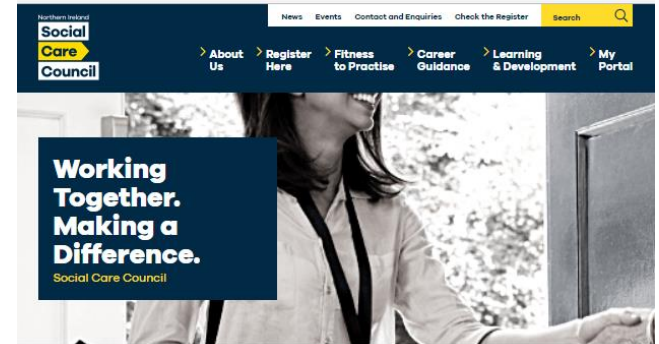 Northern Ireland
Social
Care
Council
News Events Contact and Enquiries Check the Register Search
About
Us
Register
Here
Fitness
to Practise
Career
Guidance
Learning
& Development
My
Portal
Working
Together.
Making a
Difference.
Social Care Council